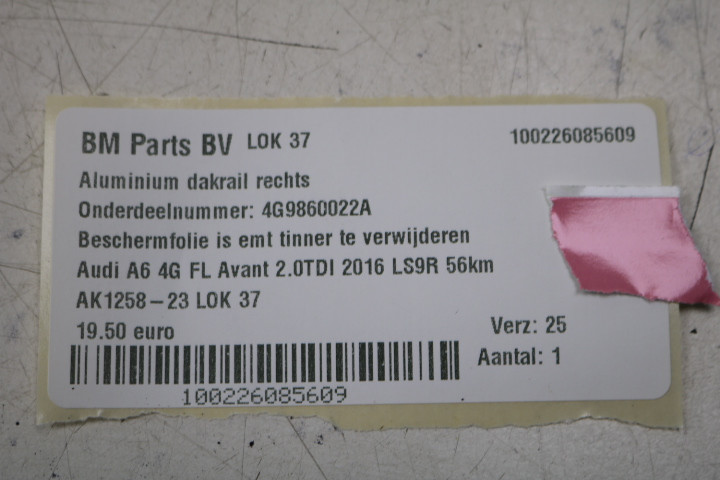 BM Parts BV LOK 37 100226085609
Aluminium dakrail rechts
Onderdeelnummer: 4G9860022A
Beschermfolie is emt tinner te verwijderen
Audi A6 4G FL Avant 2.0TDI 2016 LS9R 56km
AK1258-23 LOK 37
19.50 euro Verz: 25
Aantal: 1
100226085609